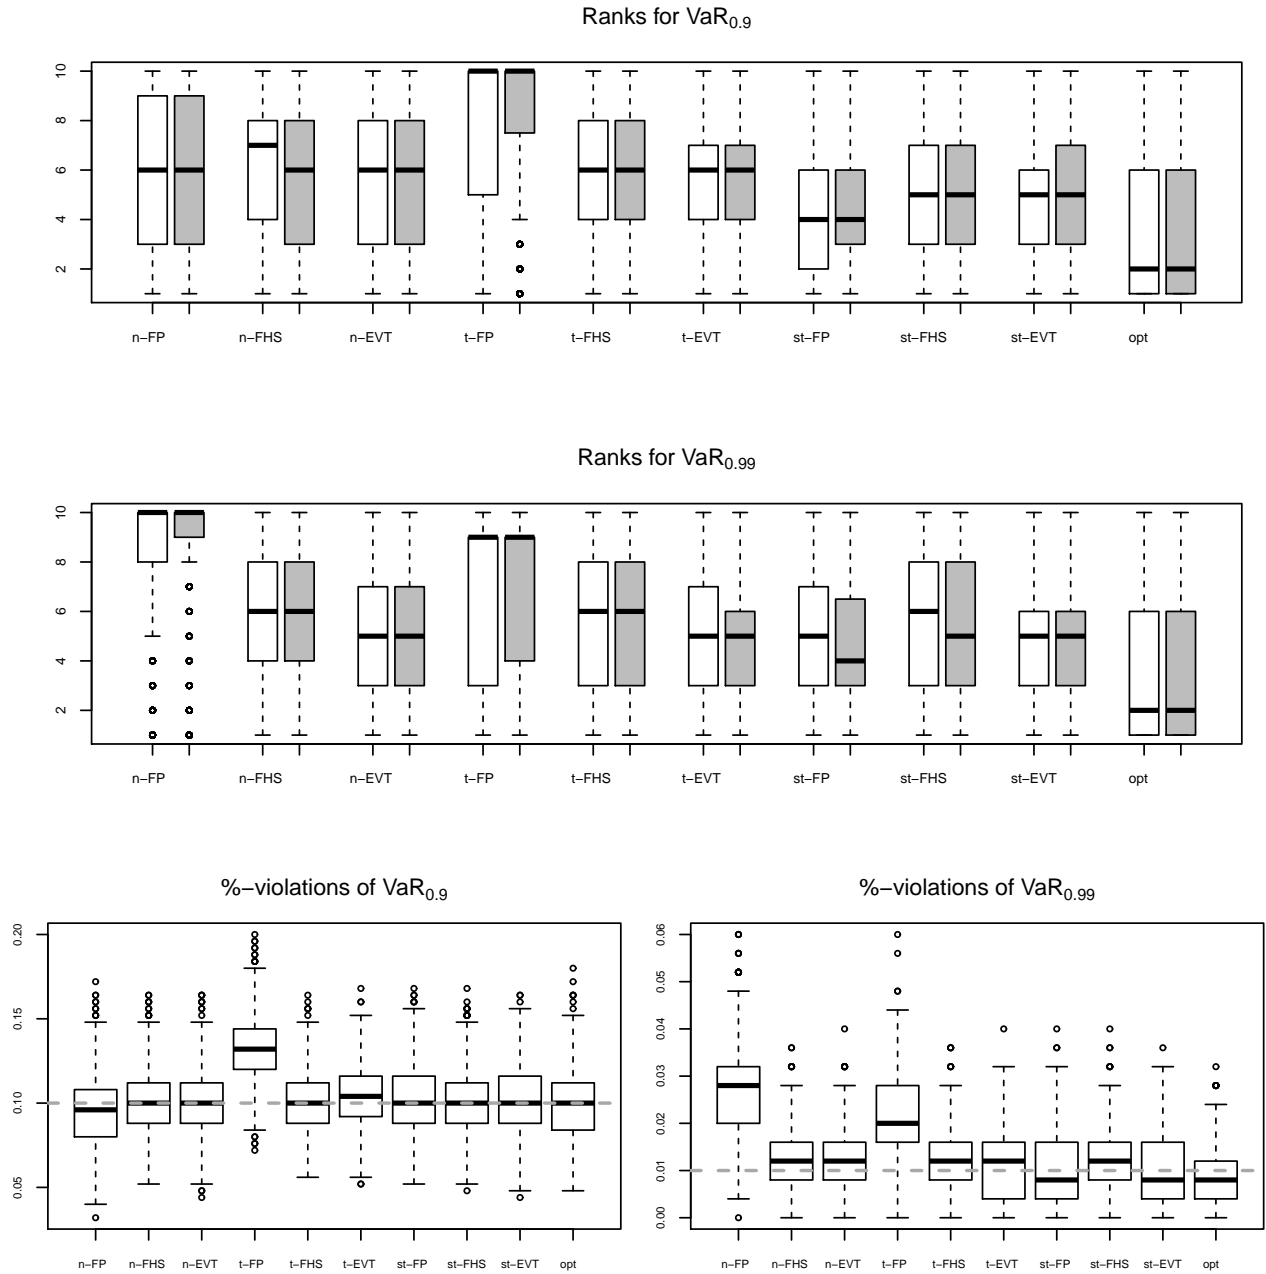 Ranks for VaR0.9
10
8
6
4
2
n−FP n−FHS n−EVT t−FP t−FHS t−EVT st−FP st−FHS st−EVT opt
Ranks for VaR0.99
10
8
6
4
2
n−FP n−FHS n−EVT t−FP t−FHS t−EVT st−FP st−FHS st−EVT opt
%−violations of VaR0.9
0.20
0.15
0.10
0.05
n−FP n−FHS n−EVT t−FP t−FHS t−EVT st−FP st−FHS st−EVT opt
%−violations of VaR0.99
0.06
0.05
0.04
0.03
0.02
0.01
0.00
n−FP n−FHS n−EVT t−FP t−FHS t−EVT st−FP st−FHS st−EVT opt